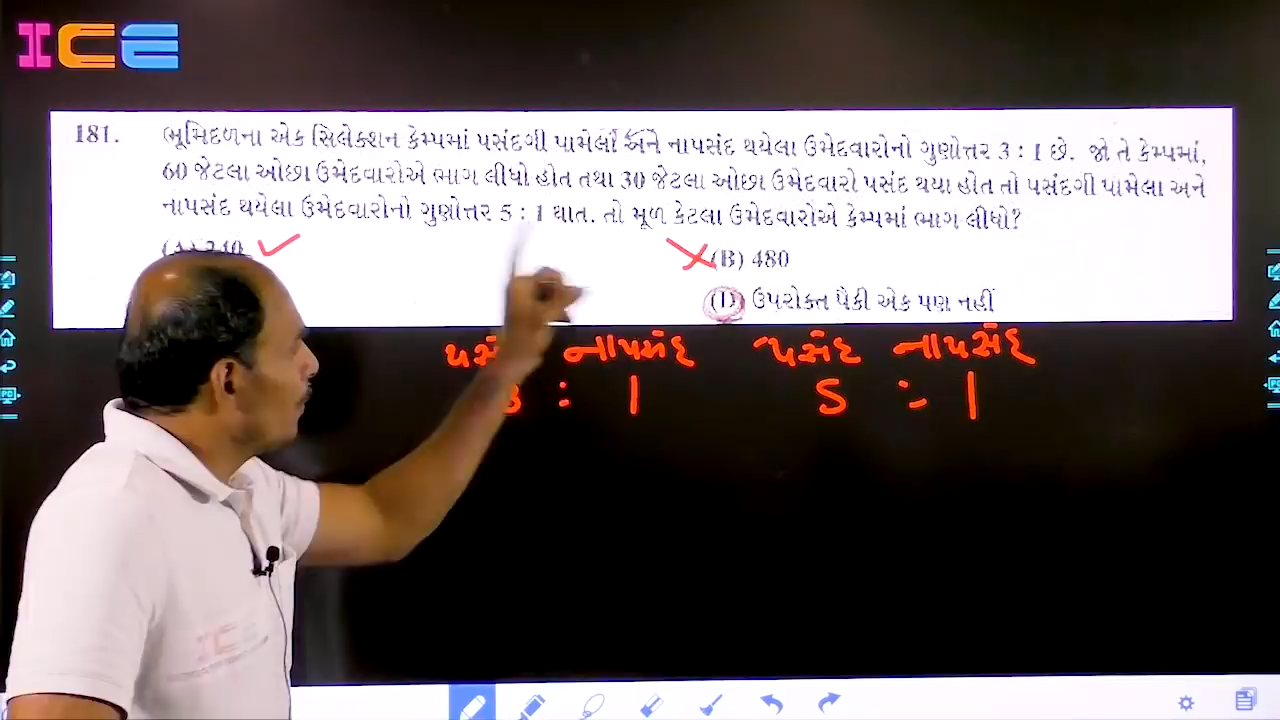 ICE
181. ભૂમિદળના એક સિલેક્શન કેમ્પમાં પસંદગી પામેલાં અને નાપસંદ થયેલા ઉમેદવારોનો ગુણોત્તર 3 : 1 છે. જો તે કેમ્પમાં,
60 જેટલા ઓછા ઉમેદવારોએ ભાગ લીધો હોત તથા 30 જેટલા ઓછા ઉમેદવારો પસંદ થયા હોત તો પસંદગી પામેલા અને
નાપસંદ થયેલા ઉમેદવારોનો ગુણોત્તર 5 : 1 થાત. તો મૂળ કેટલા ઉમેદવારોએ કેમ્પમાં ભાગ લીધો?
(B) 480
(D) ઉપરોક્ત પૈકી એક પણ નહીં
નાપસંદ પસંદ નાપસંદ
: 1 5 : 1